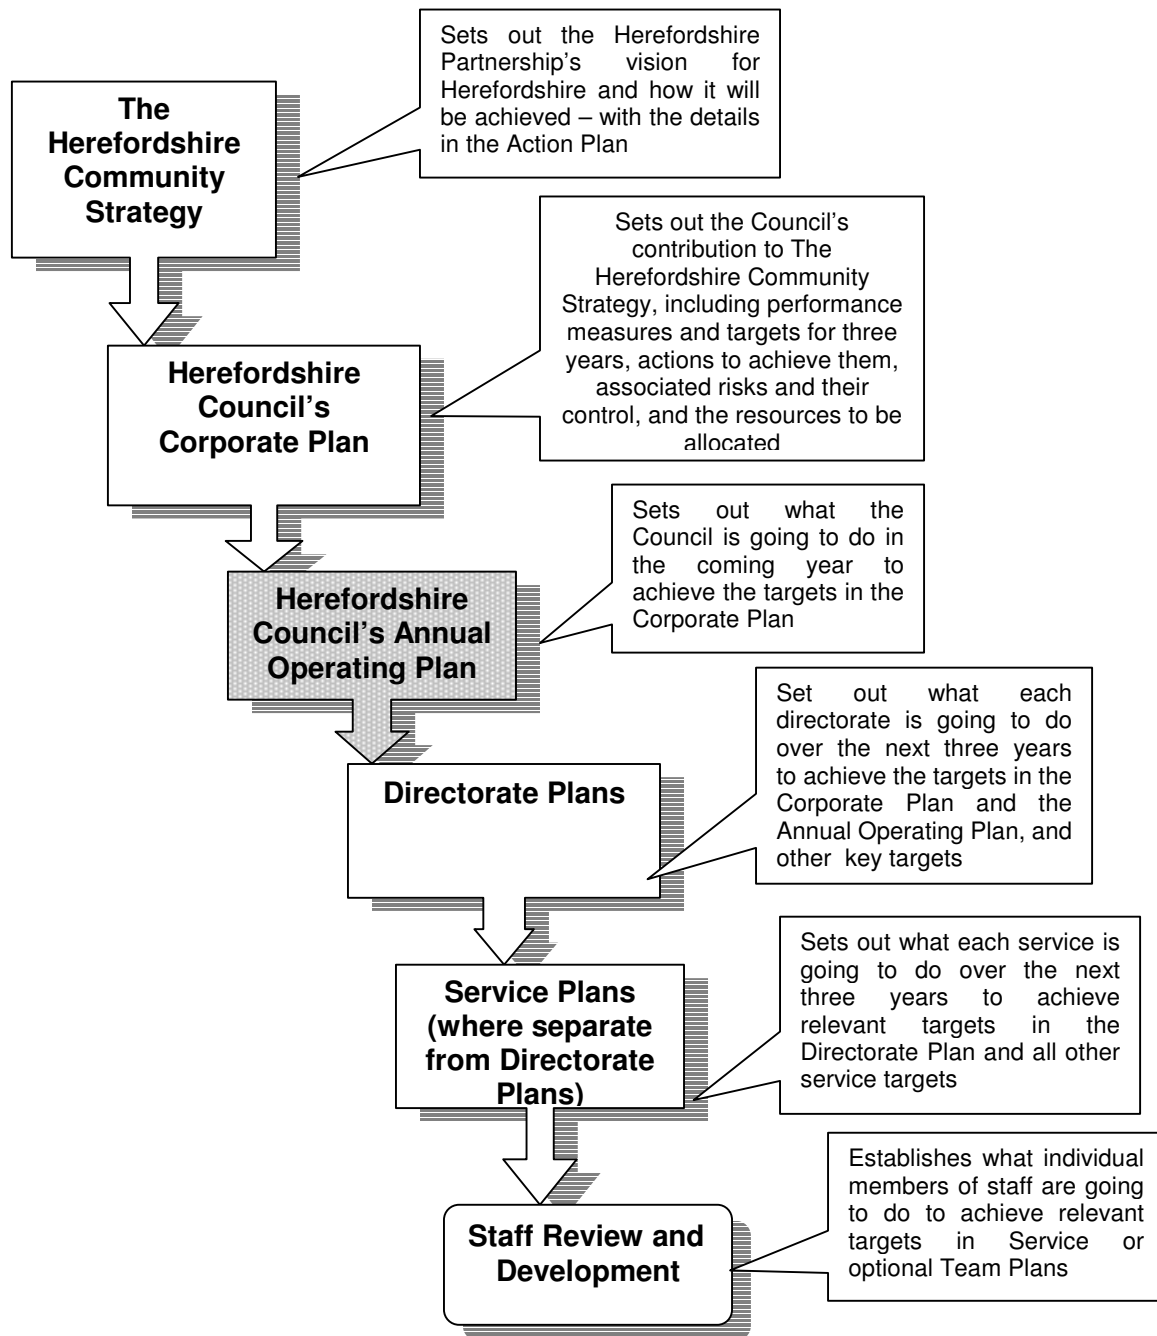 Sets out the Herefordshire
Partnership's vision for
Herefordshire and how it will
be achieved – with the details
in the Action Plan
The
Herefordshire
Community
Strategy
Sets out the Council's
contribution to The
Herefordshire Community
Strategy, including performance
measures and targets for three
years, actions to achieve them,
associated risks and their
control, and the resources to be
allocated
Herefordshire
Council's
Corporate Plan
Sets out what the
Council is going to do in
the coming year to
achieve the targets in the
Corporate Plan
Herefordshire
Council's Annual
Operating Plan
Set out what each
directorate is going to do
over the next three years
to achieve the targets in the
Corporate Plan and the
Annual Operating Plan, and
other key targets
Directorate Plans
Sets out what each service is
going to do over the next
three years to achieve
relevant targets in the
Directorate Plan and all other
service targets
Service Plans
(where separate
from Directorate
Plans)
Establishes what individual
members of staff are going
to do to achieve relevant
targets in Service or
optional Team Plans
Staff Review and
Development